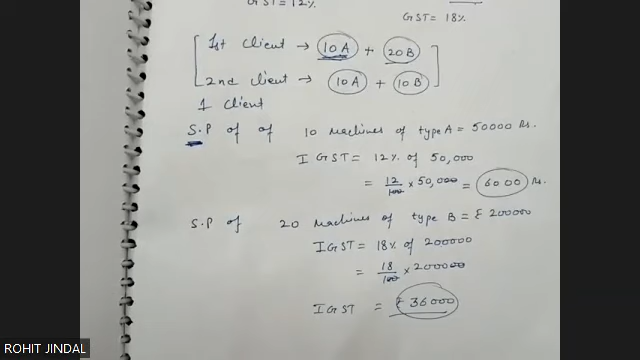 GST = 12%
GST = 18%
1st Client → 10A + 20B
2nd Client → 10A + 10B
1 Client
S.P of of 10 machines of type A = 50000 Rs.
IGST = 12% of 50,000
= 12/100 × 50,000 = 6000 Rs.
S.P of 20 machines of type B = ₹ 200000
IGST = 18% of 200000
= 18/100 × 200000
IGST = ₹ 36000
ROHIT JINDAL